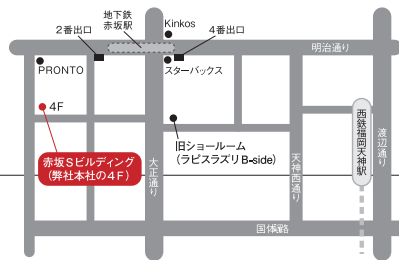 地下鉄
赤坂駅
Kinkos
2番出口
4番出口
明治通り
PRONTO
スターバックス
4F
旧ショールーム
(ラピスラズリB-side)
赤坂Sビルディング
(弊社本社の4F)
大正通り
天神西通り
西鉄福岡天神駅
渡辺通り
国体道路